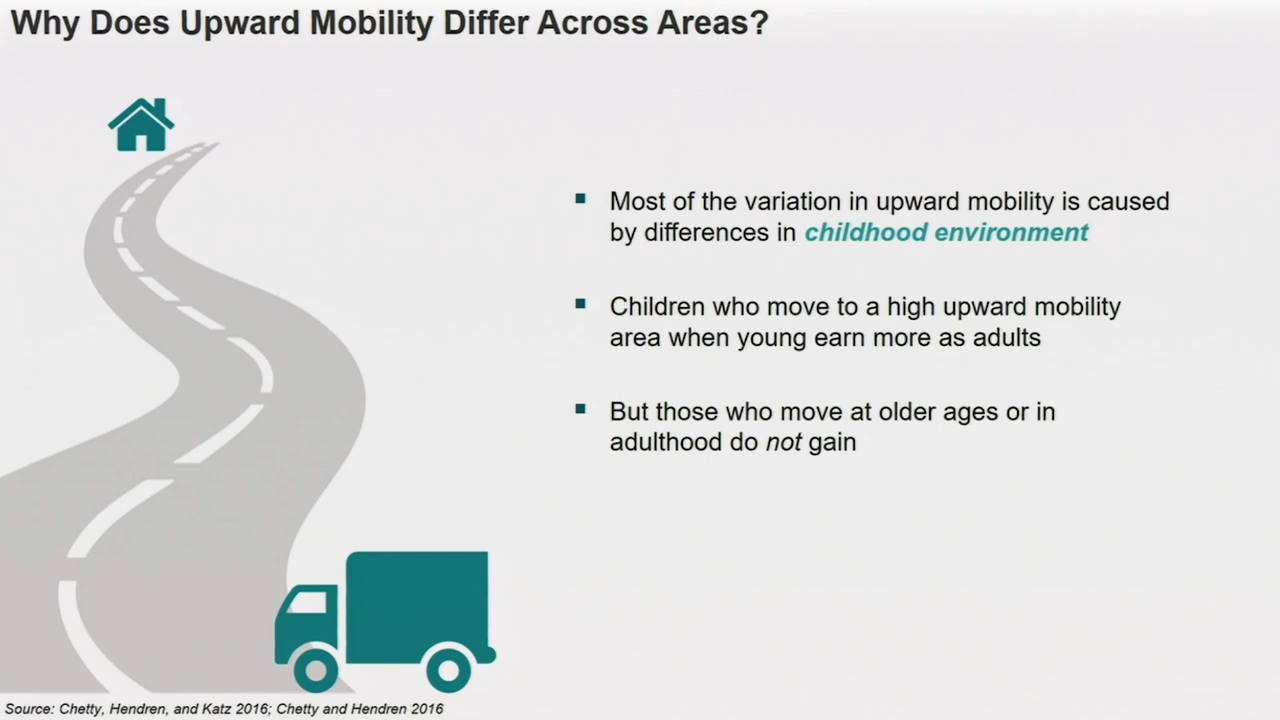 Why Does Upward Mobility Differ Across Areas?
▪ Most of the variation in upward mobility is caused
by differences in childhood environment
▪ Children who move to a high upward mobility
area when young earn more as adults
▪ But those who move at older ages or in
adulthood do not gain
Source: Chetty, Hendren, and Katz 2016; Chetty and Hendren 2016